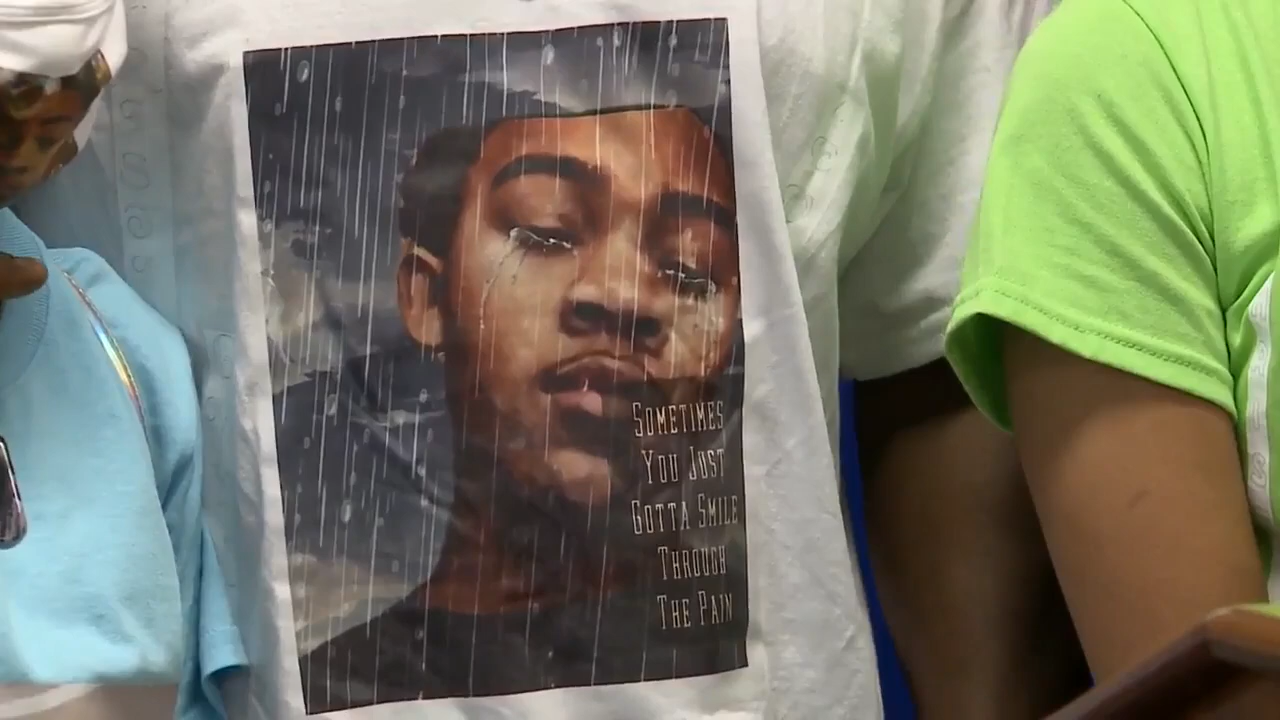 SOMETIMES
YOU JUST
GOTTA SMILE
THROUGH
THE PAIN